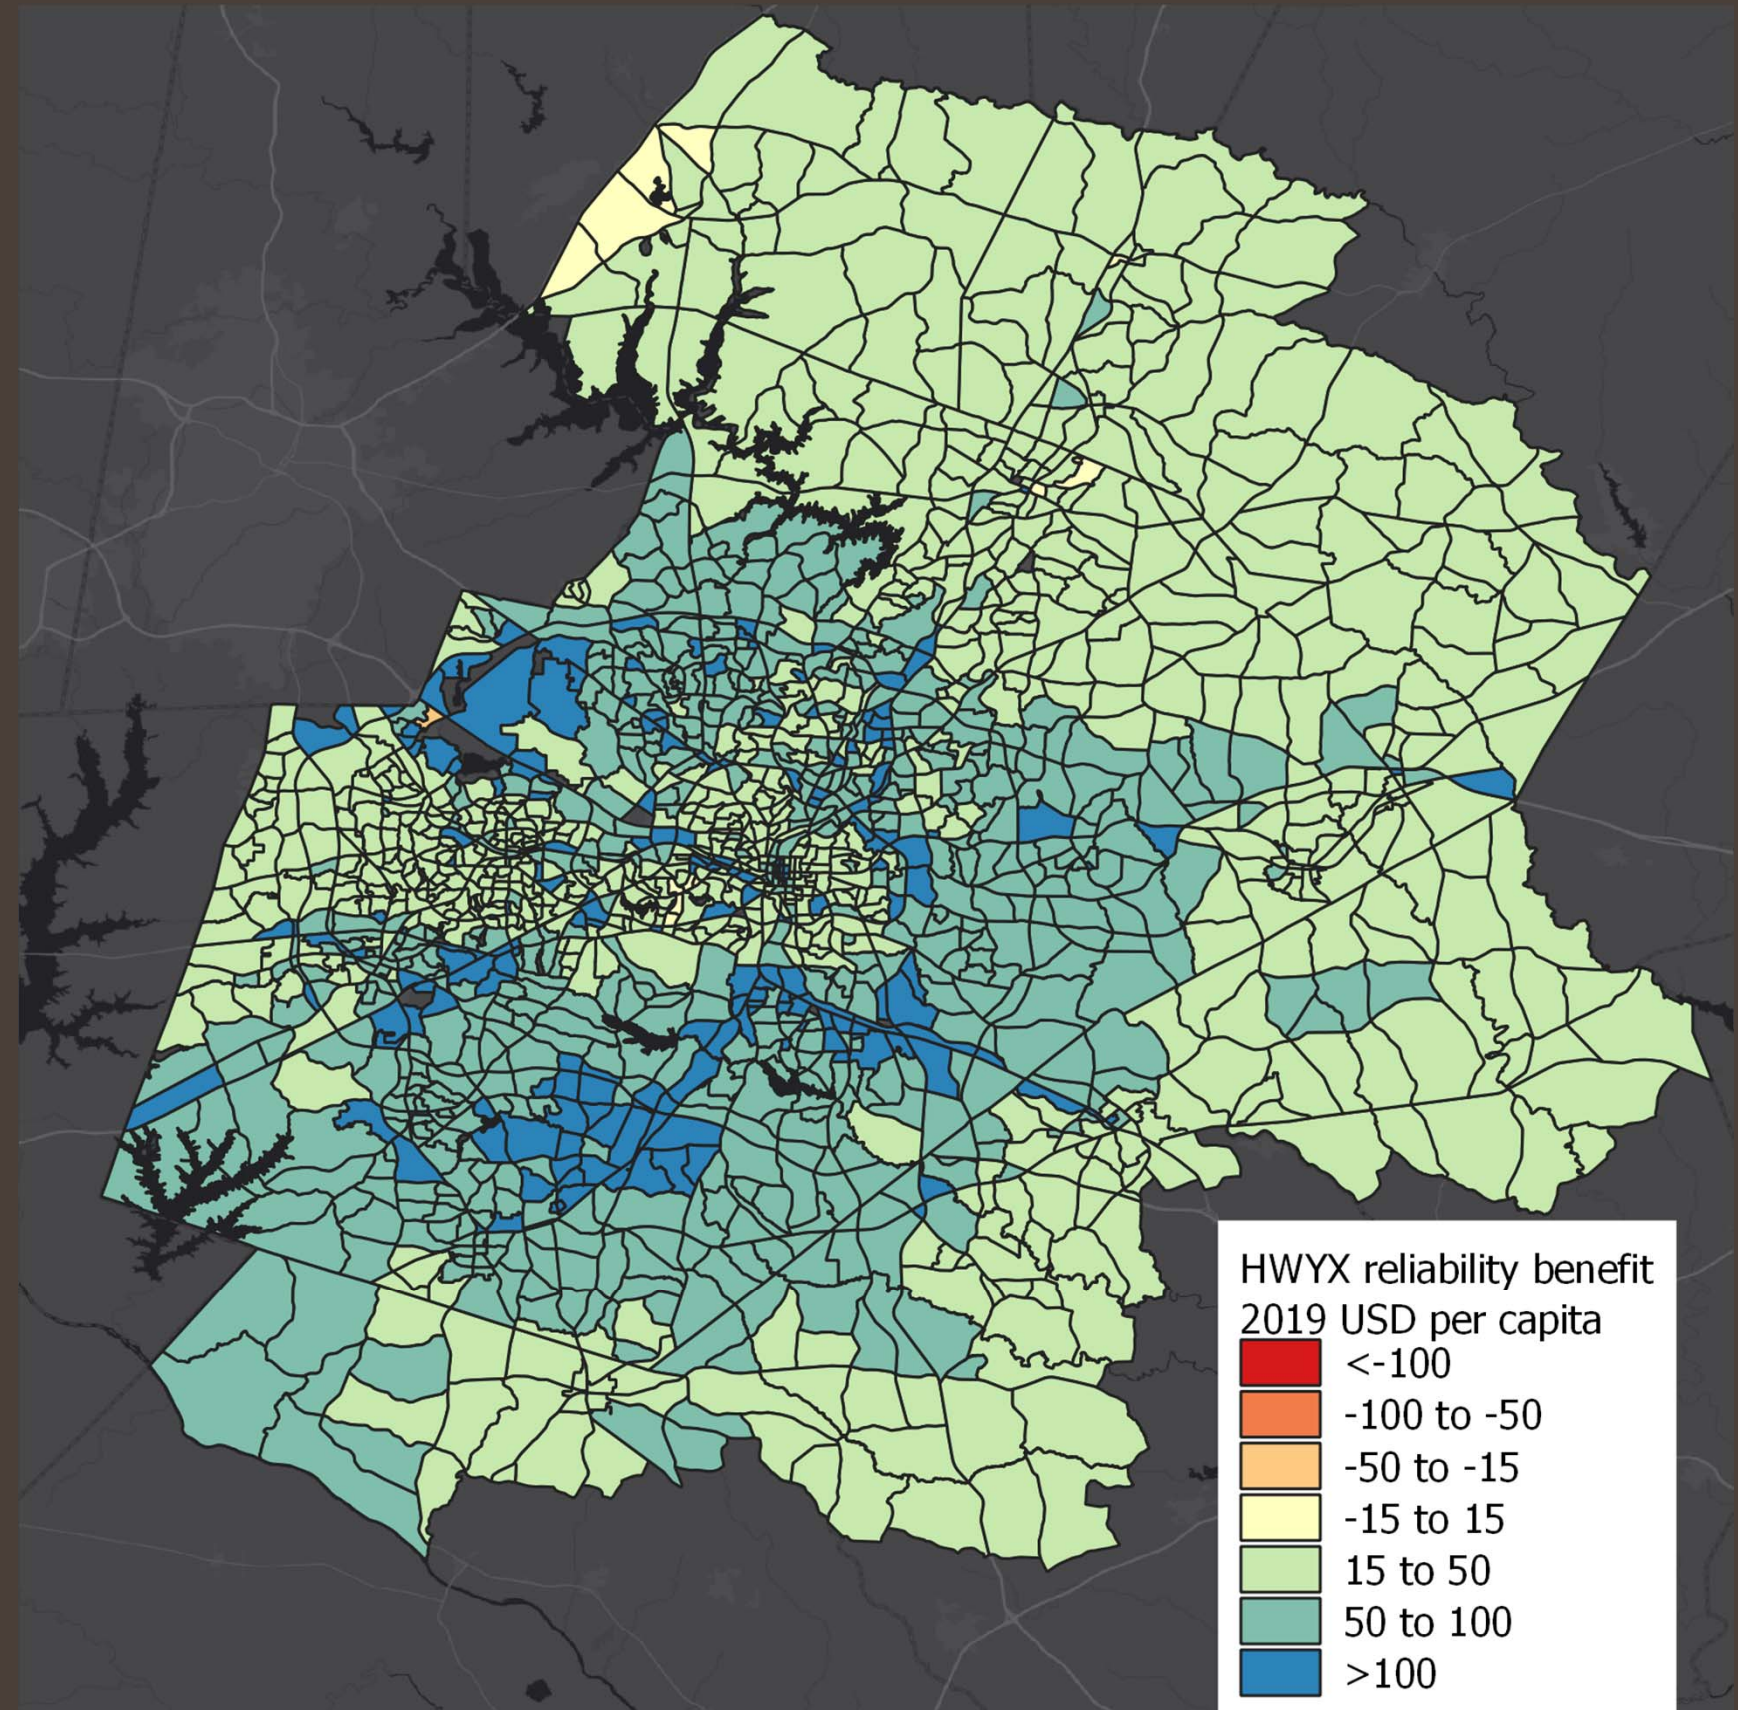 HWYX reliability benefit
2019 USD per capita
<-100
-100 to -50
-50 to -15
-15 to 15
15 to 50
50 to 100
>100